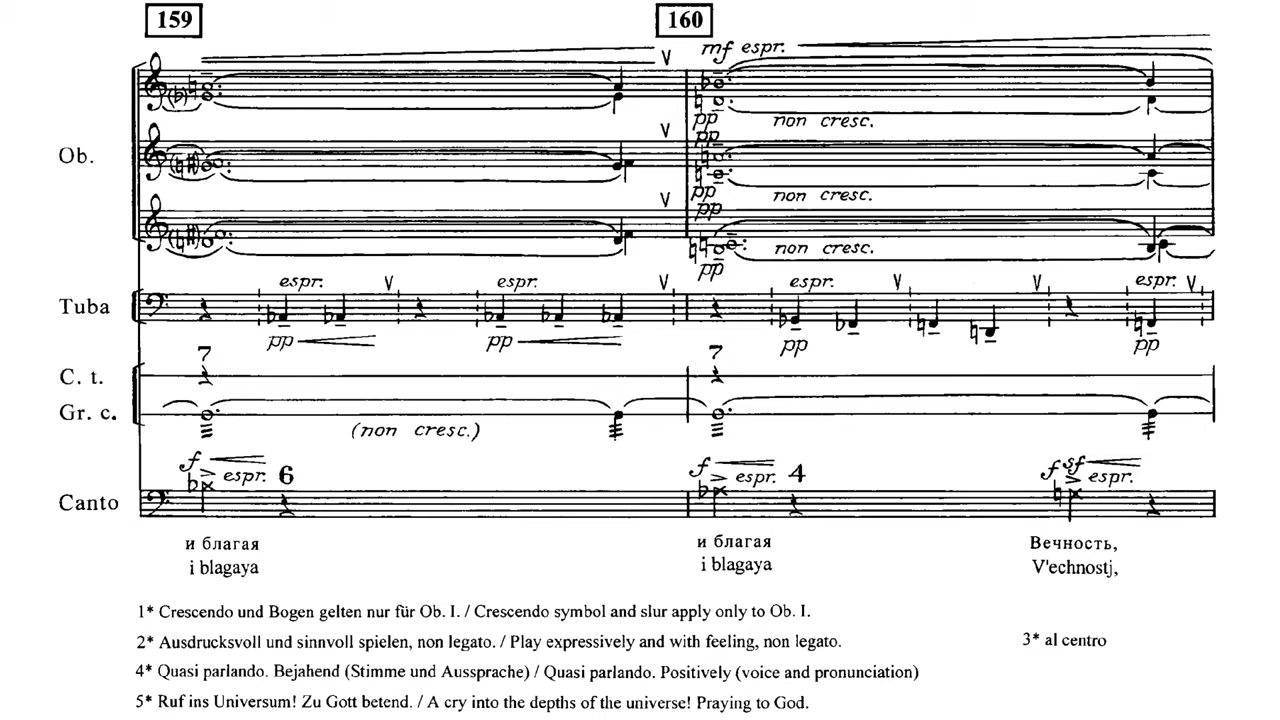 159 160
mf espr.
pp non cresc.
pp
Ob.
pp non cresc.
pp
non cresc.
pp
espr. espr. espr. espr.
Tuba
pp pp pp pp
7 7
C. t.
Gr. c.
(non cresc.)
f f f sf
espr. 6 espr. 4 espr.
Canto
и благая и благая Вечность,
i blagaya i blagaya V'echnostj,
1* Crescendo und Bogen gelten nur für Ob. I. / Crescendo symbol and slur apply only to Ob. I.
2* Ausdrucksvoll und sinnvoll spielen, non legato. / Play expressively and with feeling, non legato. 3* al centro
4* Quasi parlando. Bejahend (Stimme und Aussprache) / Quasi parlando. Positively (voice and pronunciation)
5* Ruf ins Universum! Zu Gott betend. / A cry into the depths of the universe! Praying to God.